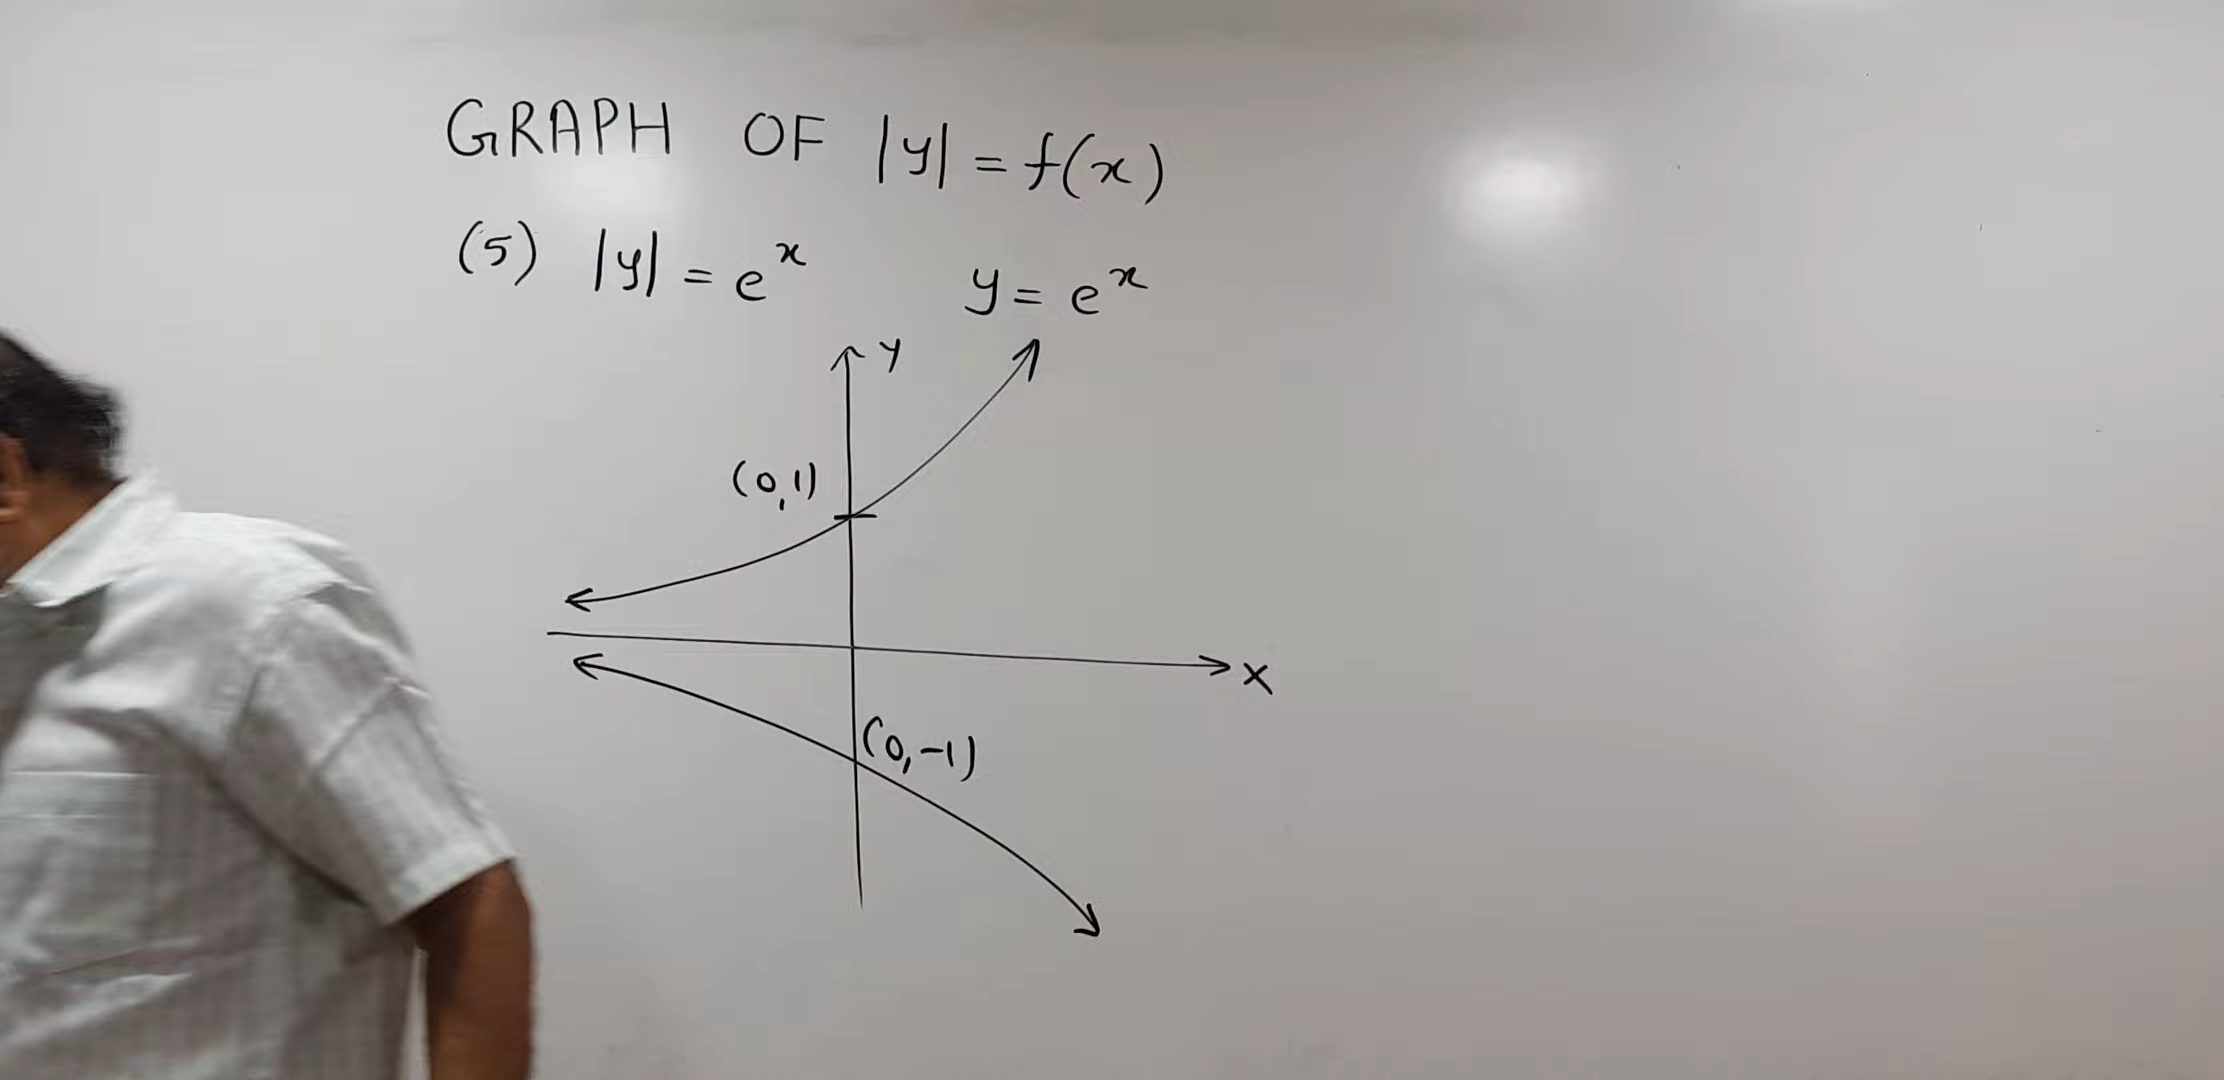 GRAPH OF |y| = f(x)
(5) |y| = e^x y = e^x
Y
(0,1)
X
(0,-1)